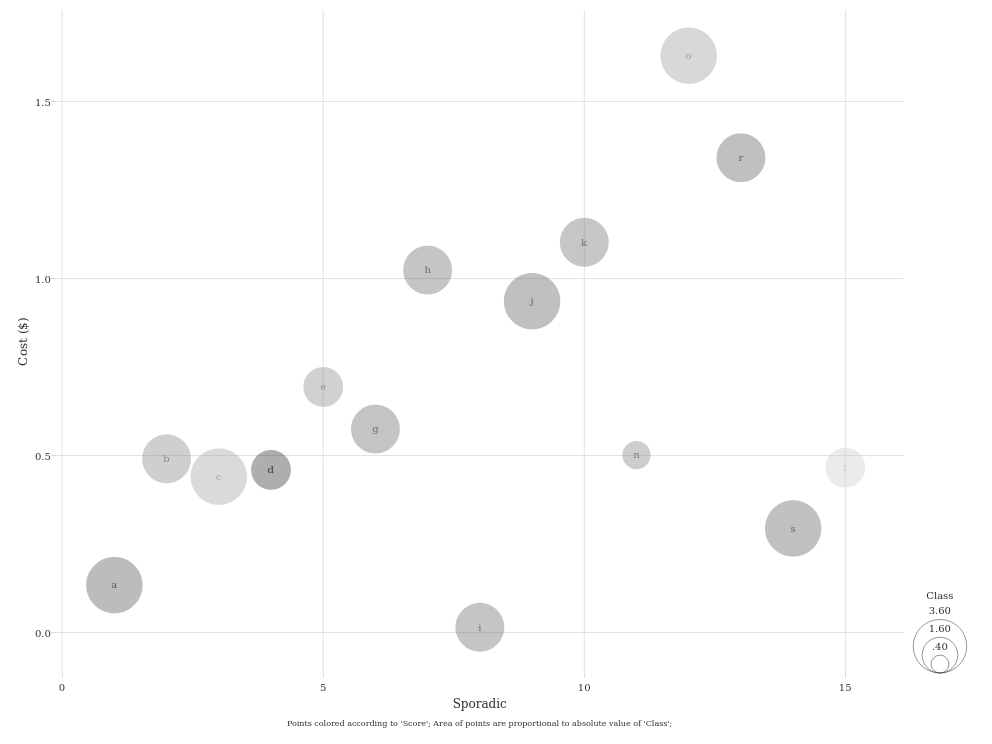 1.5
1.0
0.5
0.0
Cost ($)
o
r
k
h
j
e
g
b
c
d
n
t
s
a
i
Class
3.60
1.60
.40
0
5
10
15
Sporadic
Points colored according to 'Score'; Area of points are proportional to absolute value of 'Class';